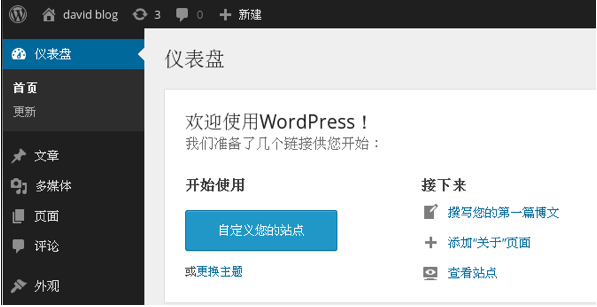 david blog 3 0 新建
仪表盘
首页
更新
文章
多媒体
页面
评论
外观
仪表盘
欢迎使用WordPress！
我们准备了几个链接供您开始：
开始使用
自定义您的站点
或更换主题
接下来
撰写您的第一篇博文
添加“关于”页面
查看站点